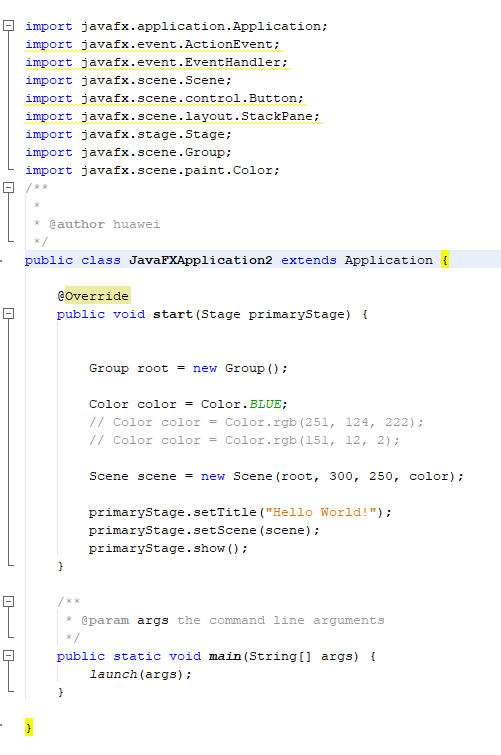 import javafx.application.Application;
import javafx.event.ActionEvent;
import javafx.event.EventHandler;
import javafx.scene.Scene;
import javafx.scene.control.Button;
import javafx.scene.layout.StackPane;
import javafx.stage.Stage;
import javafx.scene.Group;
import javafx.scene.paint.Color;
/**
 *
 * @author huawei
 */
public class JavaFXApplication2 extends Application {
    @Override
    public void start(Stage primaryStage) {
        Group root = new Group();
        Color color = Color.BLUE;
        // Color color = Color.rgb(251, 124, 222);
        // Color color = Color.rgb(151, 12, 2);
        Scene scene = new Scene(root, 300, 250, color);
        primaryStage.setTitle("Hello World!");
        primaryStage.setScene(scene);
        primaryStage.show();
    }
    /**
     * @param args the command line arguments
     */
    public static void main(String[] args) {
        launch(args);
    }
}